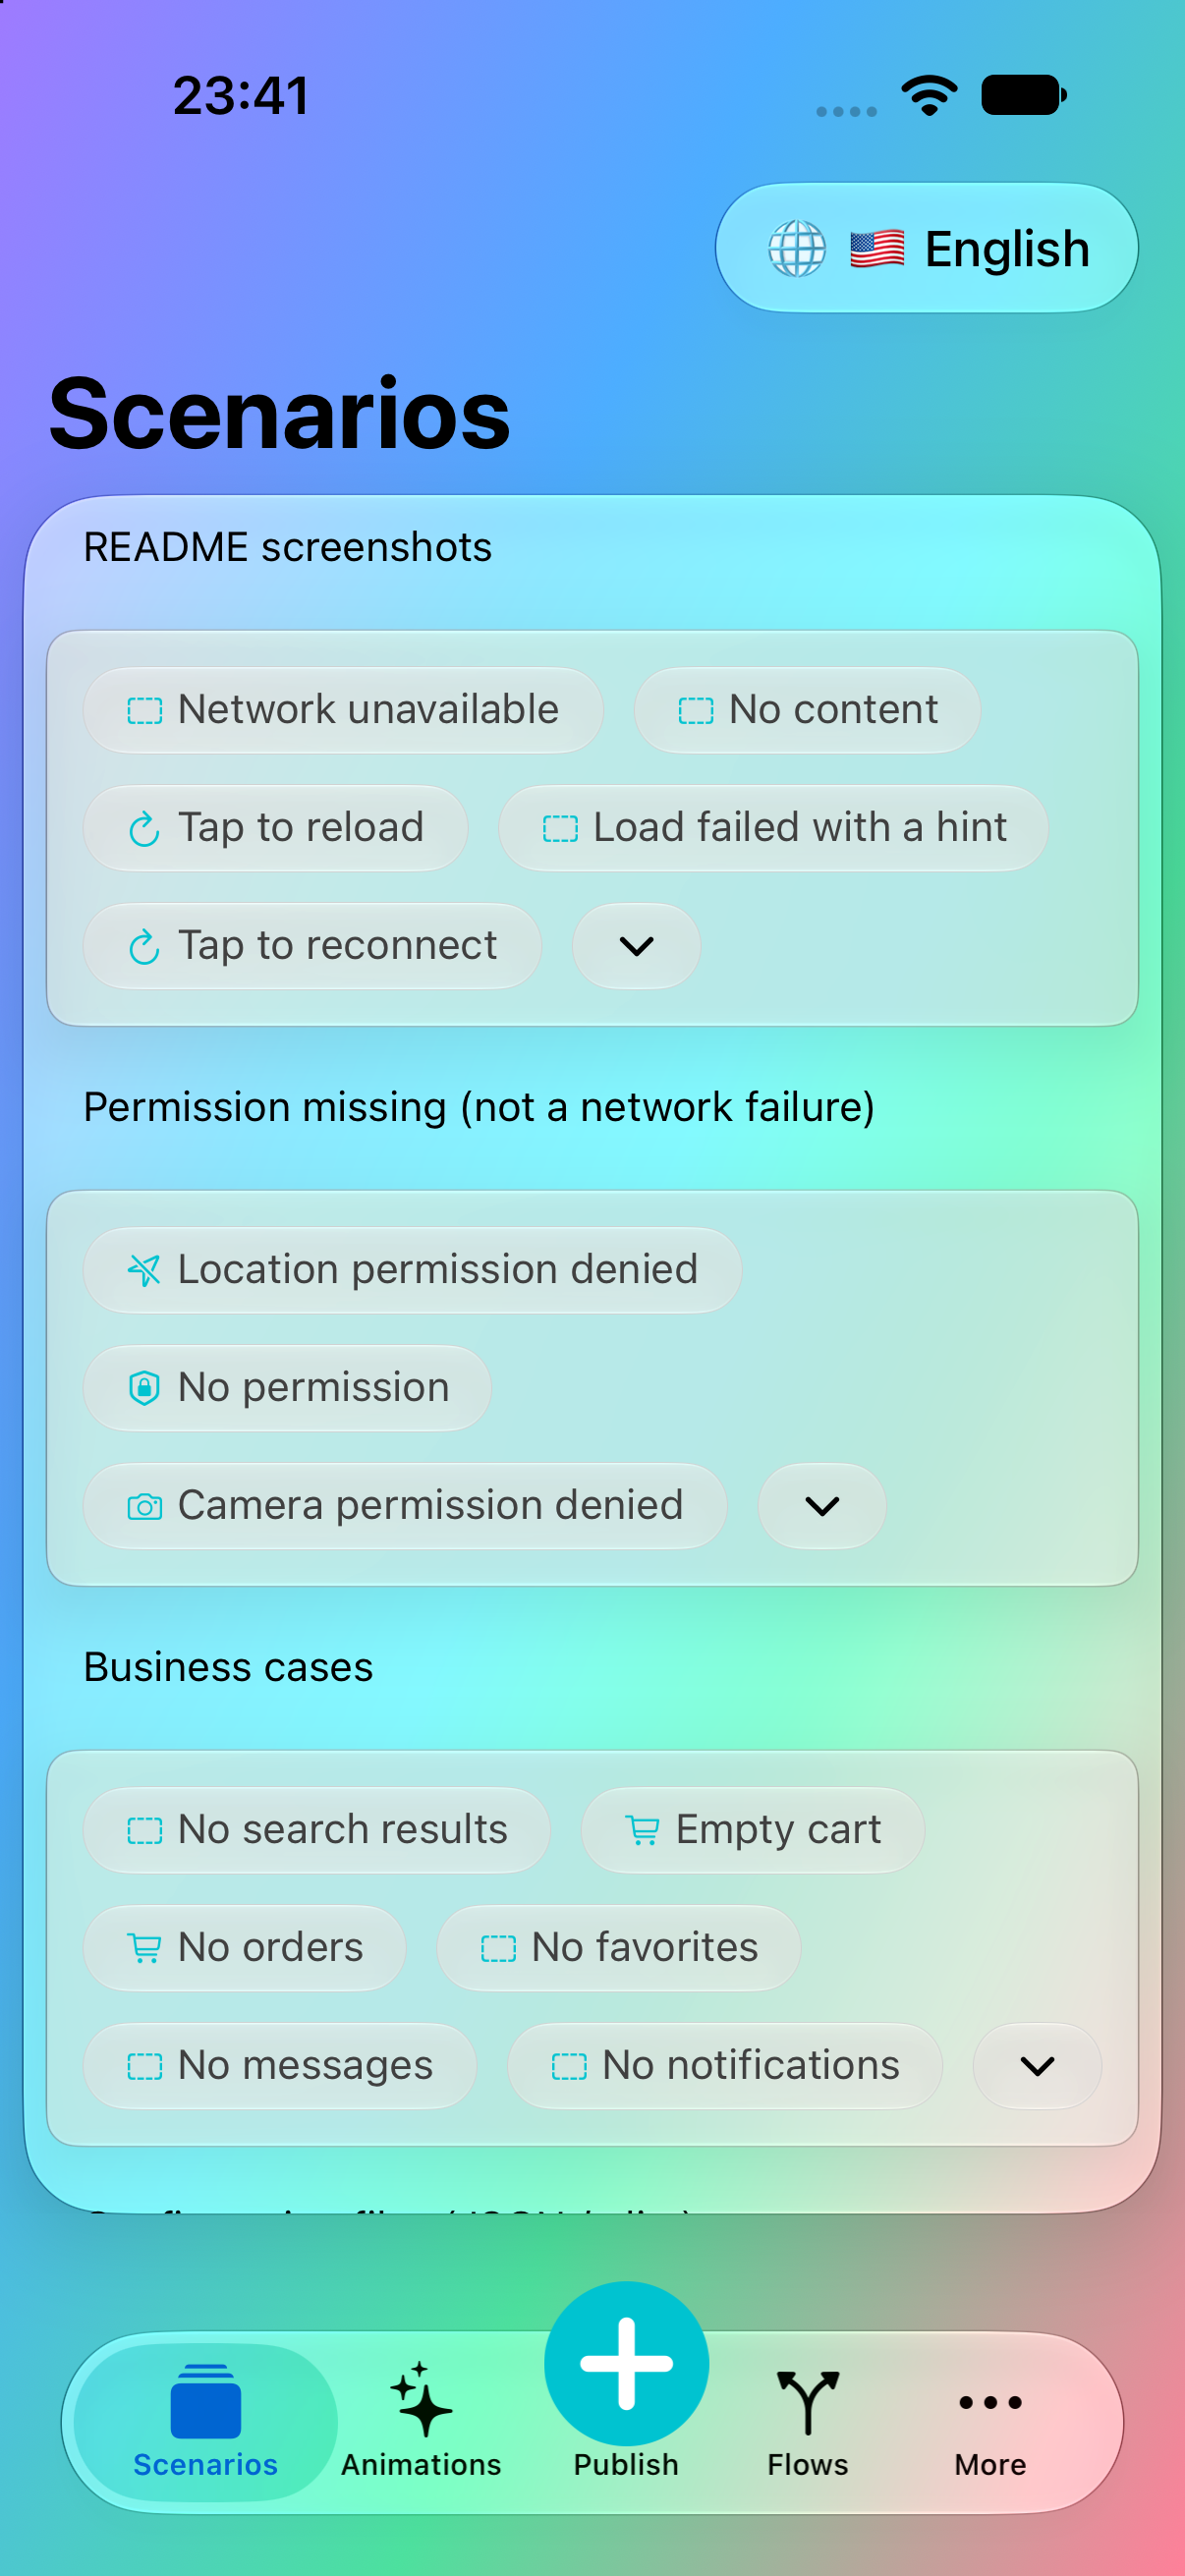 23:41
English
Scenarios
README screenshots
Network unavailable
No content
Tap to reload
Load failed with a hint
Tap to reconnect
Permission missing (not a network failure)
Location permission denied
No permission
Camera permission denied
Business cases
No search results
Empty cart
No orders
No favorites
No messages
No notifications
Scenarios
Animations
Publish
Flows
More